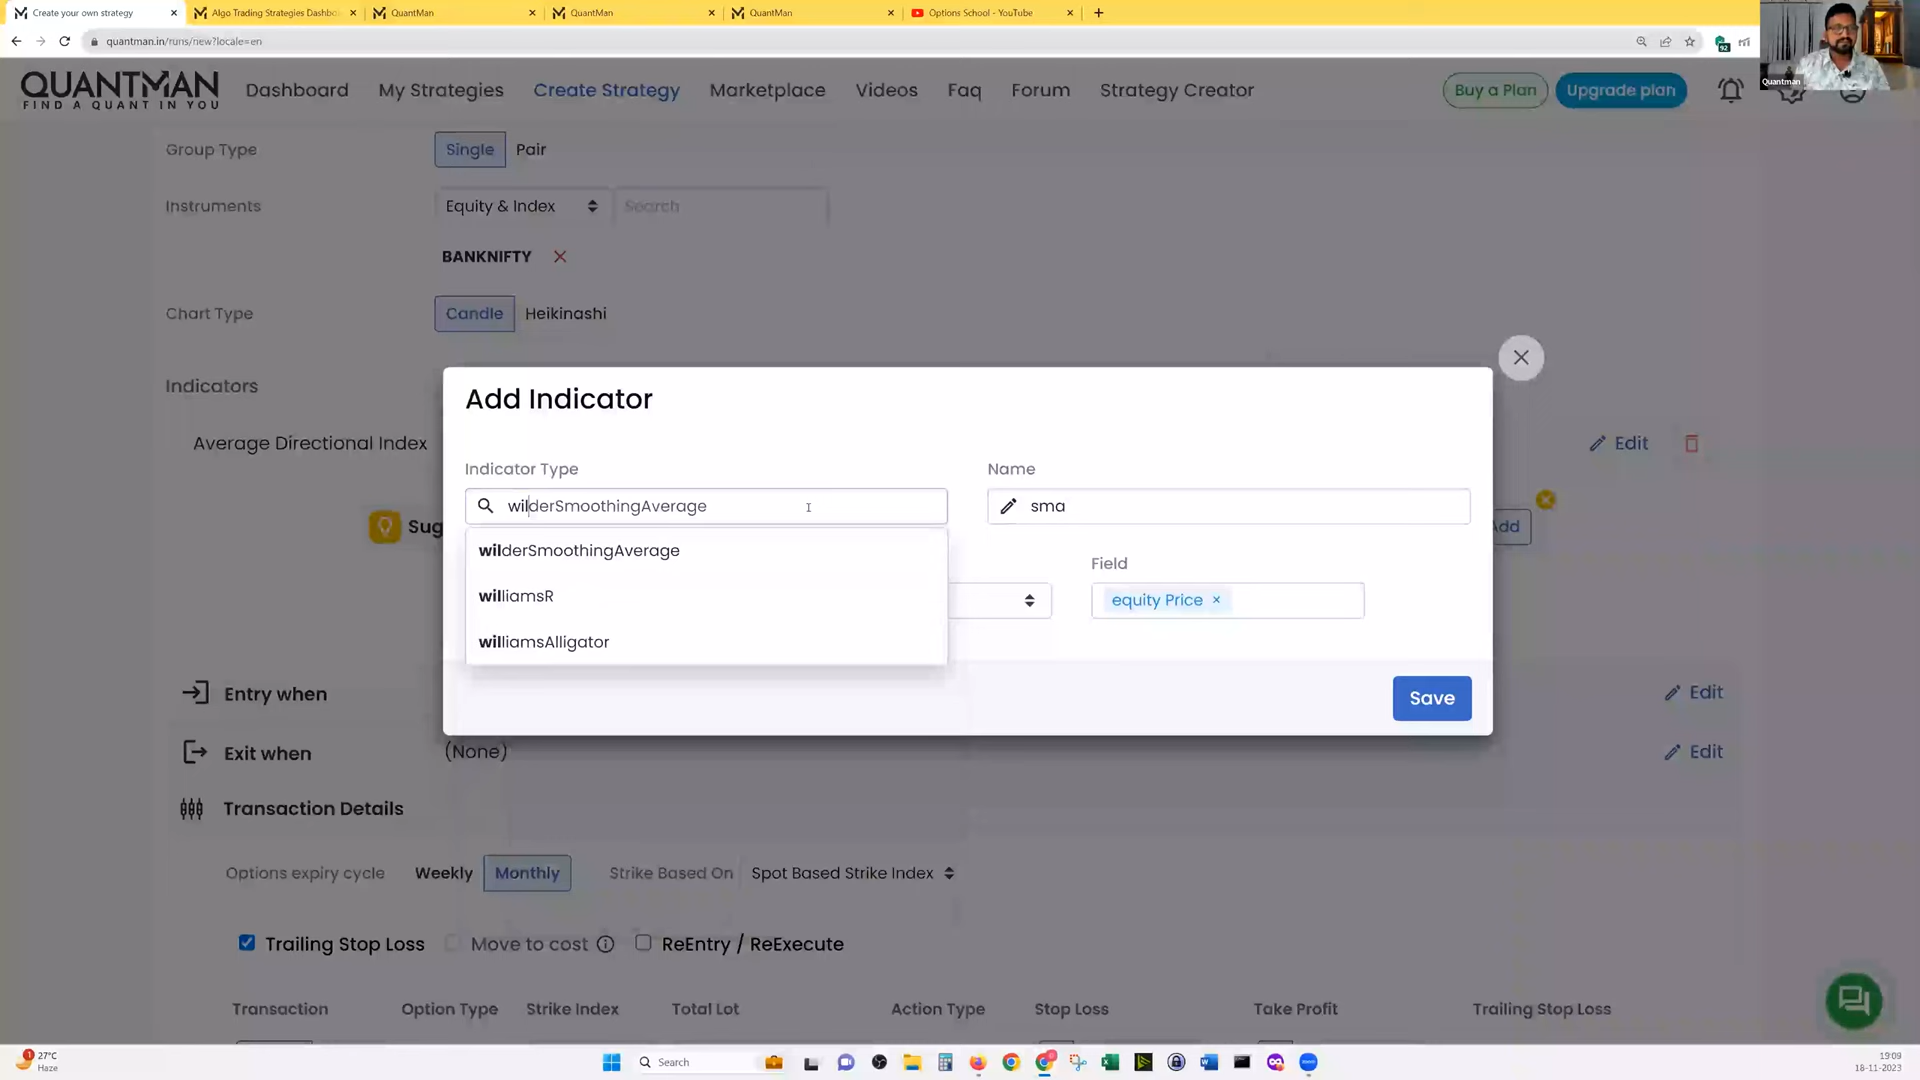 Create your own strategy
Algo Trading Strategies Dashbo
QuantMan
QuantMan
QuantMan
Options School - YouTube
quantman.in/runs/new?locale=en
92
Quantman
QUANTMAN
FIND A QUANT IN YOU
Dashboard
My Strategies
Create Strategy
Marketplace
Videos
Faq
Forum
Strategy Creator
Buy a Plan
Upgrade plan
Group Type
Single
Pair
Instruments
Equity & Index
Search
BANKNIFTY
Chart Type
Candle
Heikinashi
Indicators
Add Indicator
Average Directional Index
Edit
Indicator Type
Name
wilderSmoothingAverage
sma
Sug
Add
wilderSmoothingAverage
Field
williamsR
equity Price ×
williamsAlligator
Entry when
Edit
Save
Exit when
(None)
Edit
Transaction Details
Options expiry cycle
Weekly
Monthly
Strike Based On
Spot Based Strike Index
Trailing Stop Loss
Move to cost
ReEntry / ReExecute
Transaction
Option Type
Strike Index
Total Lot
Action Type
Stop Loss
Take Profit
Trailing Stop Loss
1
27°C
Haze
Search
19:09
18-11-2023